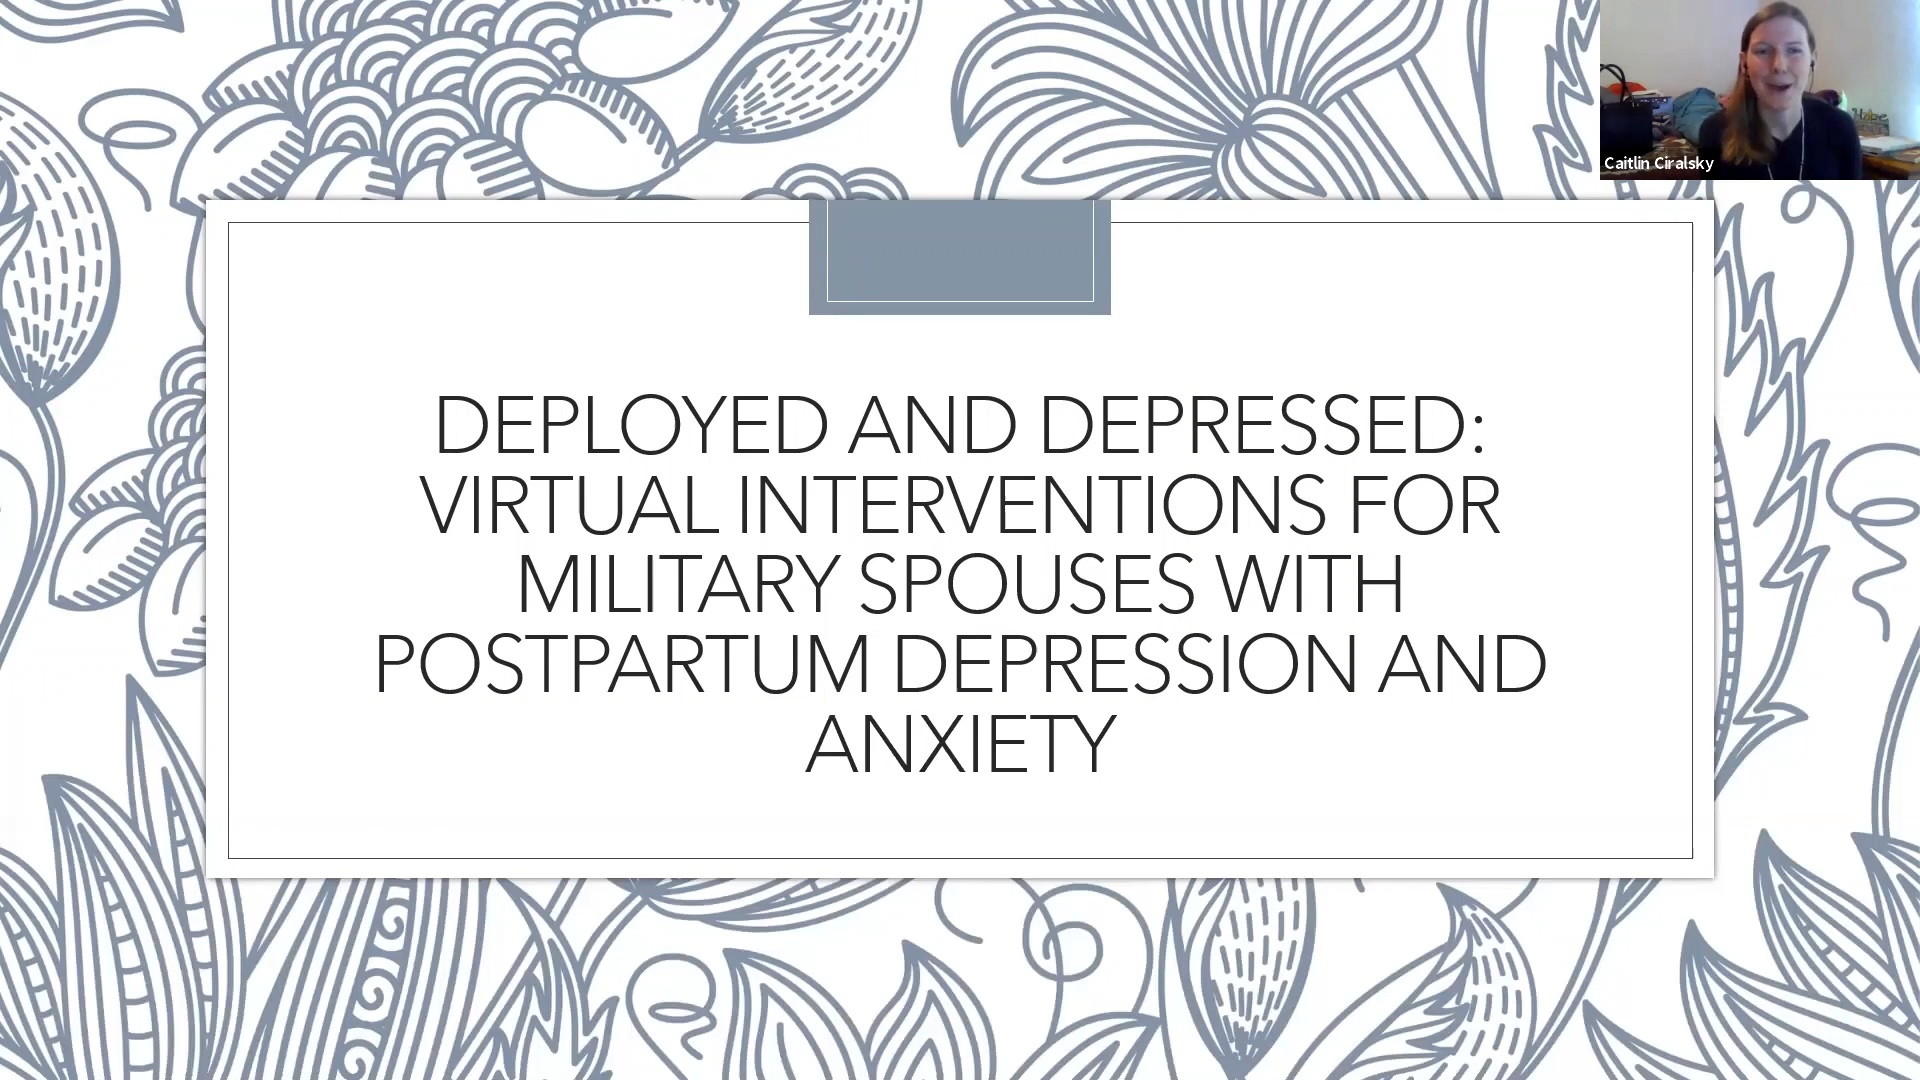 Caitlin Ciralsky
DEPLOYED AND DEPRESSED:
VIRTUAL INTERVENTIONS FOR
MILITARY SPOUSES WITH
POSTPARTUM DEPRESSION AND
ANXIETY